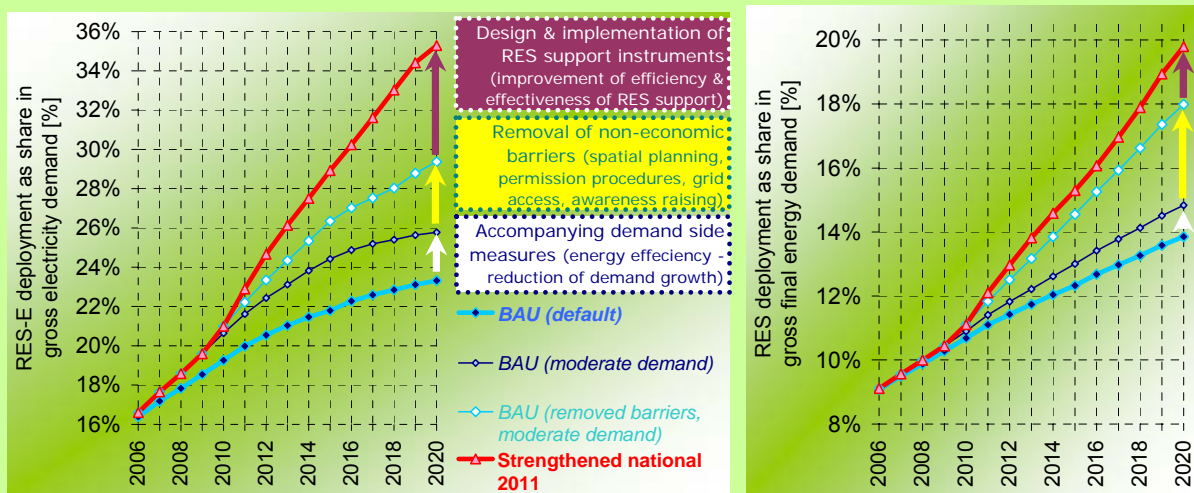 RES-E deployment as share in
gross electricity demand [%]
36%
34%
32%
30%
28%
26%
24%
22%
20%
18%
16%
2006
2008
2010
2012
2014
2016
2018
2020
Design & implementation of
RES support instruments
(improvement of efficiency &
effectiveness of RES support)
Removal of non-economic
barriers (spatial planning,
permission procedures, grid
access, awareness raising)
Accompanying demand side
measures (energy effeciency -
reduction of demand growth)
BAU (default)
BAU (moderate demand)
BAU (removed barriers,
moderate demand)
Strengthened national
2011
RES deployment as share in
gross final energy demand [%]
20%
18%
16%
14%
12%
10%
8%
2006
2008
2010
2012
2014
2016
2018
2020